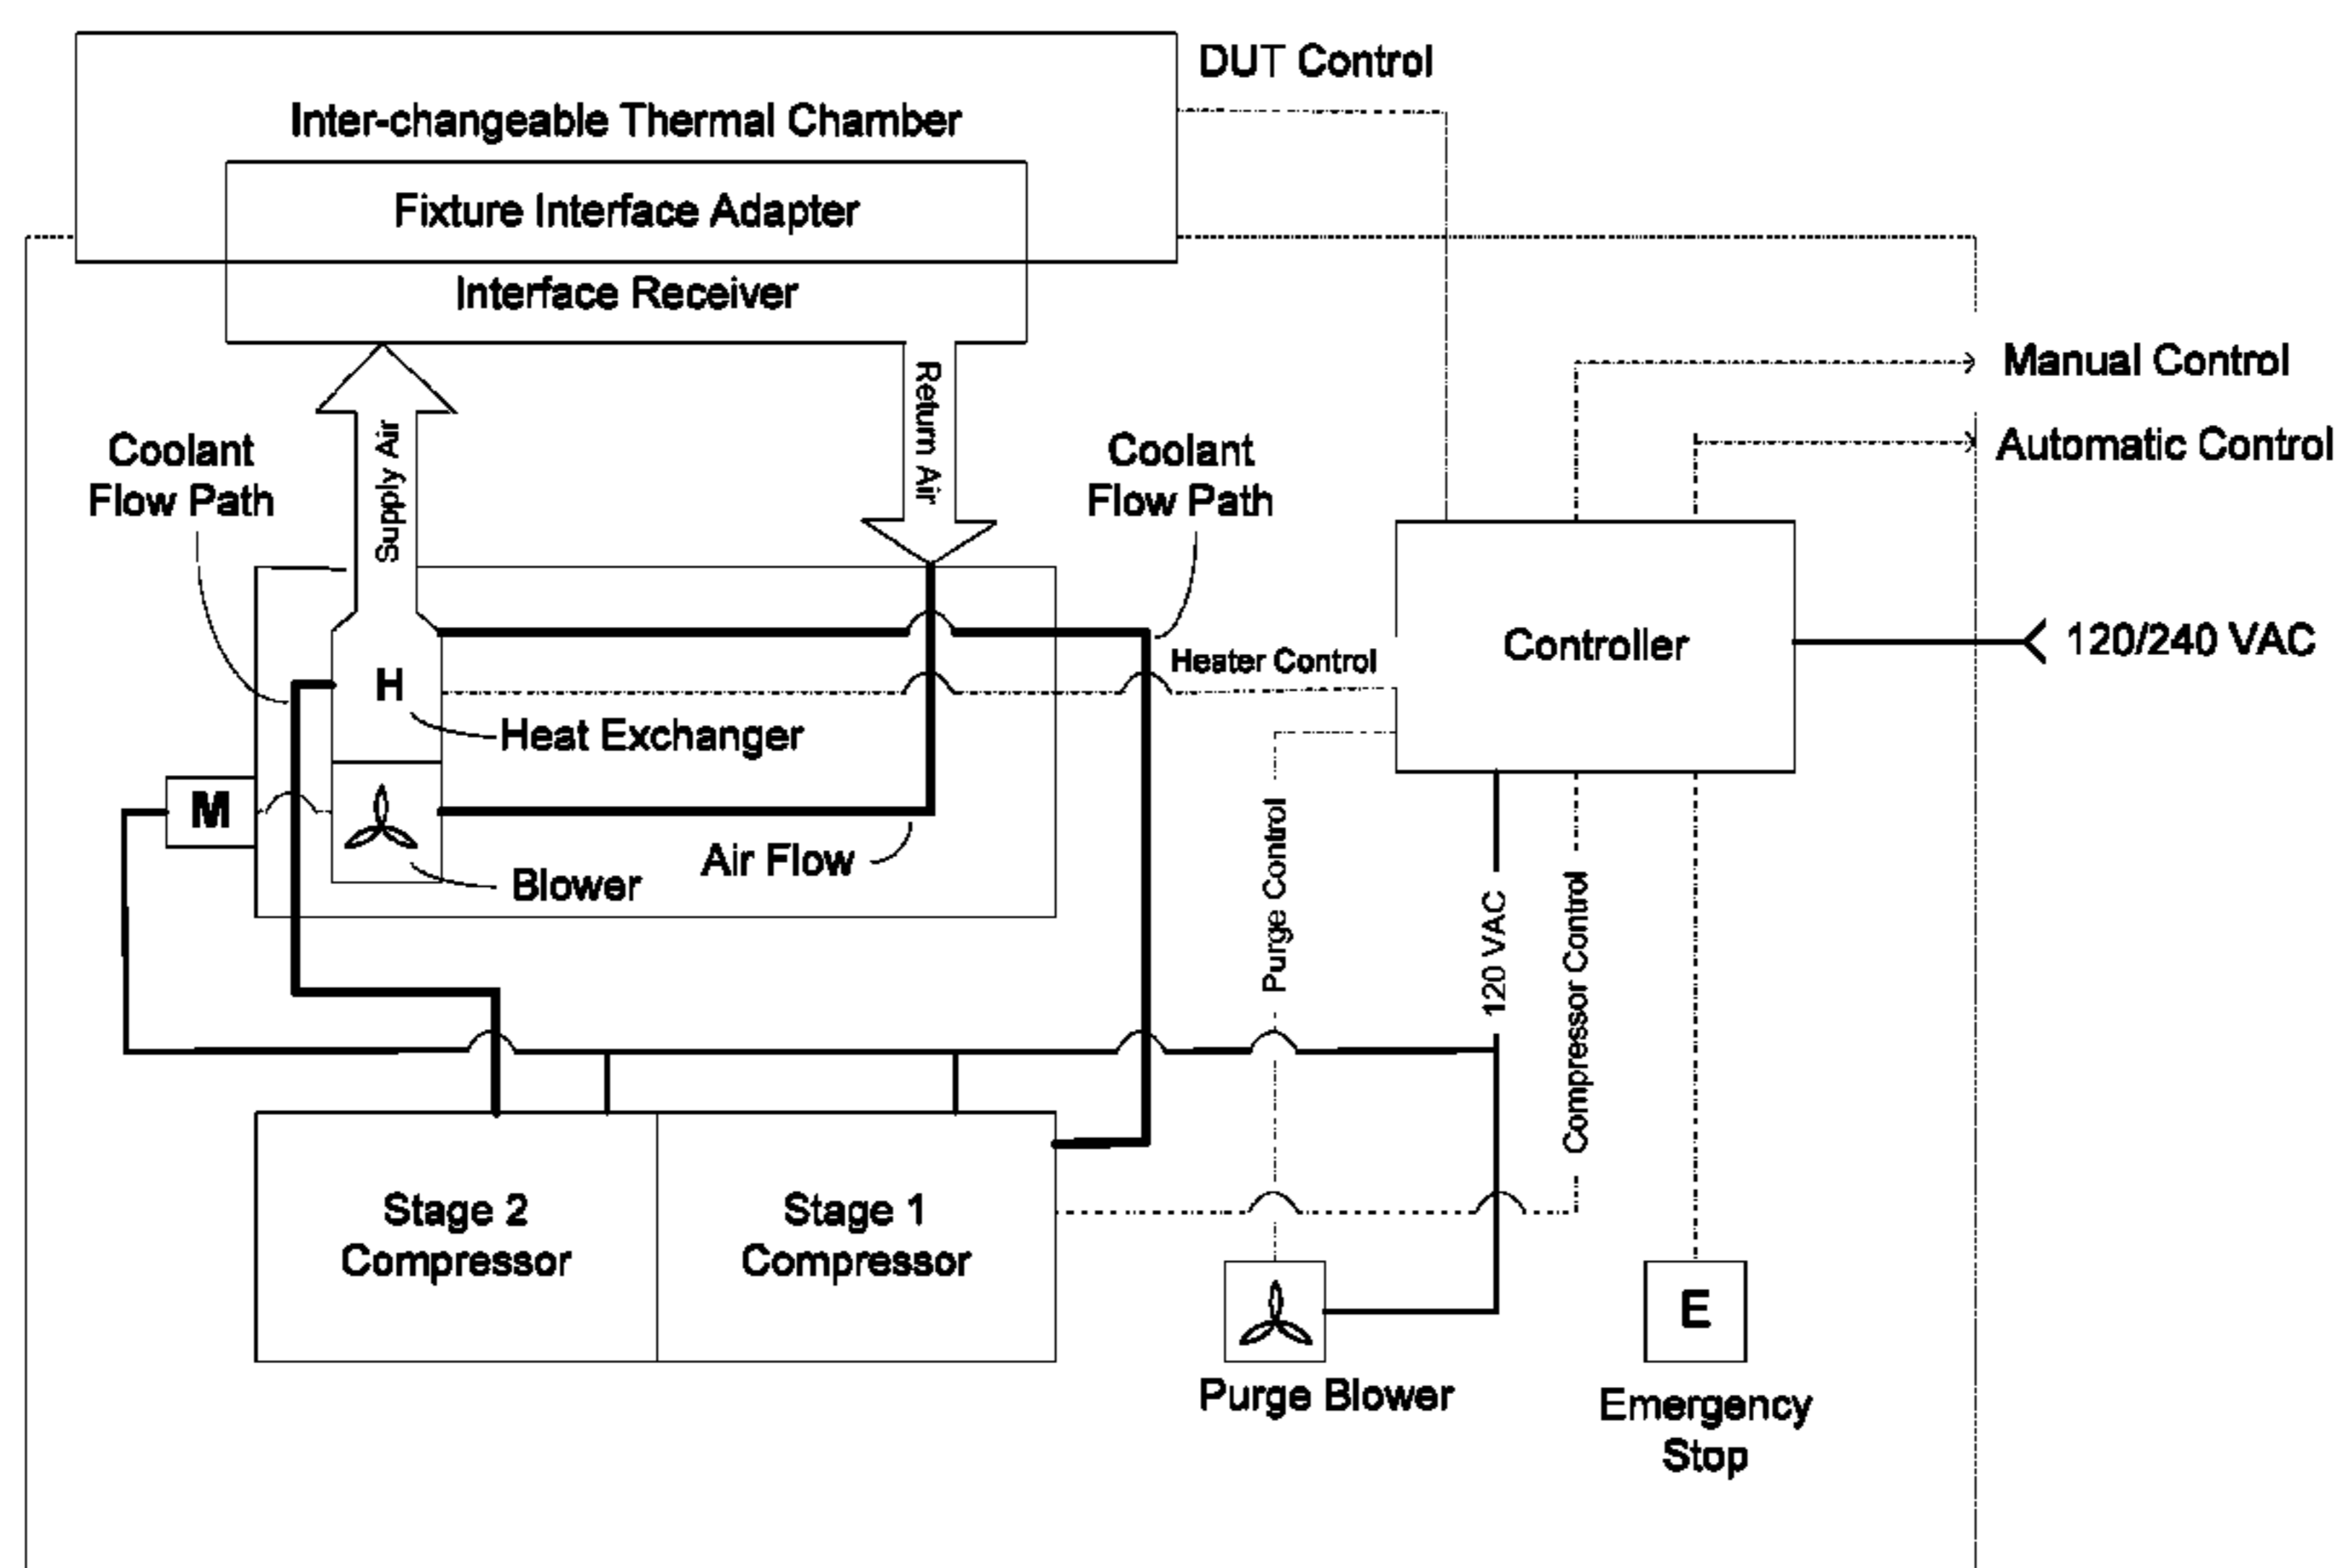 DUT Control
Inter-changeable Thermal Chamber
Fixture Interface Adapter
Interface Receiver
Manual Control
Automatic Control
Return Air
Supply Air
Coolant
Flow Path
Coolant
Flow Path
Controller
120/240 VAC
Heater Control
H
Heat Exchanger
M
Air Flow
Blower
Purge Control
120 VAC
Compressor Control
Stage 2
Compressor
Stage 1
Compressor
E
Purge Blower
Emergency
Stop